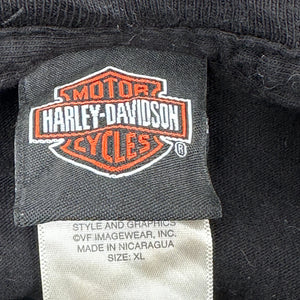 MOTOR
HARLEY-DAVIDSON
CYCLES
®
STYLE AND GRAPHICS
©VF IMAGEWEAR, INC.
MADE IN NICARAGUA
SIZE: XL